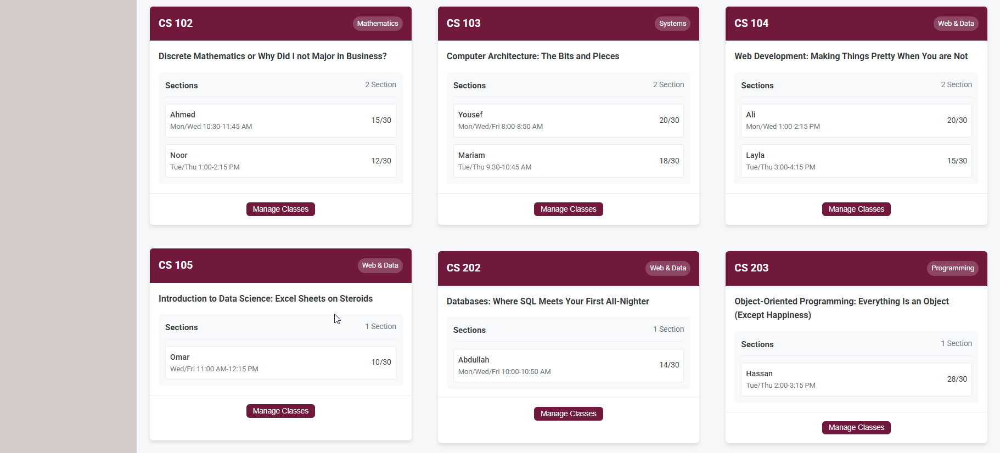 CS 102
Mathematics
Discrete Mathematics or Why Did I not Major in Business?
Sections
2 Section
Ahmed
Mon/Wed 10:30-11:45 AM
15/30
Noor
Tue/Thu 1:00-2:15 PM
12/30
Manage Classes
CS 103
Systems
Computer Architecture: The Bits and Pieces
Sections
2 Section
Yousef
Mon/Wed/Fri 8:00-8:50 AM
20/30
Mariam
Tue/Thu 9:30-10:45 AM
18/30
Manage Classes
CS 104
Web & Data
Web Development: Making Things Pretty When You are Not
Sections
2 Section
Ali
Mon/Wed 1:00-2:15 PM
20/30
Layla
Tue/Thu 3:00-4:15 PM
15/30
Manage Classes
CS 105
Web & Data
Introduction to Data Science: Excel Sheets on Steroids
Sections
1 Section
Omar
Wed/Fri 11:00 AM-12:15 PM
10/30
Manage Classes
CS 202
Web & Data
Databases: Where SQL Meets Your First All-Nighter
Sections
1 Section
Abdullah
Mon/Wed/Fri 10:00-10:50 AM
14/30
Manage Classes
CS 203
Programming
Object-Oriented Programming: Everything Is an Object
(Except Happiness)
Sections
1 Section
Hassan
Tue/Thu 2:00-3:15 PM
28/30
Manage Classes